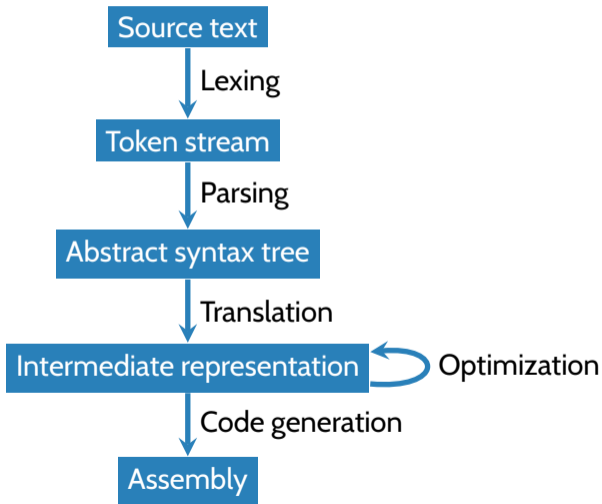 Source text
Lexing
Token stream
Parsing
Abstract syntax tree
Translation
Intermediate representation
Optimization
Code generation
Assembly